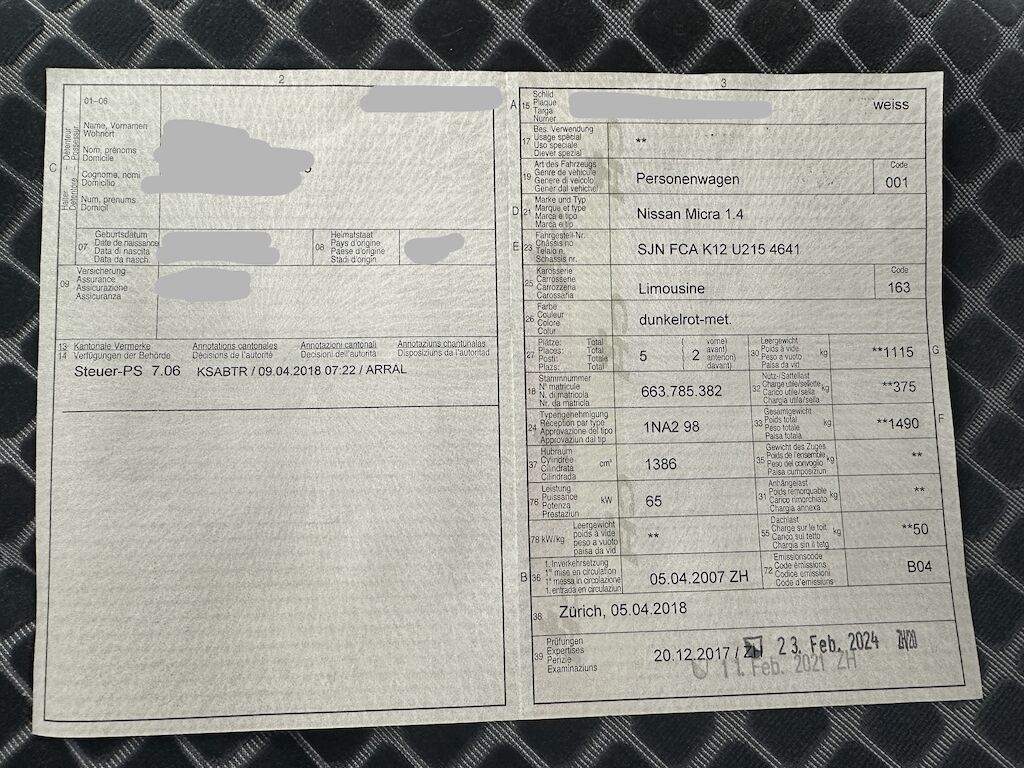 2
01–06
Name, Vornamen
Wohnort
Nom, prénoms
Domicile
Cognome, nomi
Domicilio
Num, prenums
Domicil
C
Halter – Détenteur
Detentore – Possessur
07
Geburtsdatum
Date de naissance
Data di nascita
Data da nasch.
08
Heimatstaat
Pays d'origine
Paese d'origine
Stadi d'origin
09
Versicherung
Assurance
Assicurazione
Assicuranza
13 Kantonale Vermerke Annotations cantonales Annotazioni cantonali Annotaziuns chantunalas
14 Verfügungen der Behörde Décisions de l'autorité Decisioni dell'autorità Disposiziuns da l'autoritad
Steuer-PS 7.06 KSABTR / 09.04.2018 07:22 / ARRAL
3
A 15
Schild
Plaque
Targa
Numer
weiss
17
Bes. Verwendung
Usage spécial
Uso speciale
Diever spezial
**
19
Art des Fahrzeugs
Genre de véhicule
Genere di veicolo
Gener dal vehichel
Personenwagen
Code
001
D 21
Marke und Typ
Marque et type
Marca e tipo
Marca e tip
Nissan Micra 1.4
E 23
Fahrgestell-Nr.
Châssis no
Telaio n.
Schassis nr.
SJN FCA K12 U215 4641
25
Karosserie
Carrosserie
Carrozzeria
Carossaria
Limousine
Code
163
26
Farbe
Couleur
Colore
Colur
dunkelrot-met.
27
Plätze: Total
Places: Total
Posti: Totale
Plazs: Total
5
2
vorne)
avant)
anteriori)
davant)
30
Leergewicht
Poids à vide
Peso a vuoto
Paisa da vid
kg
**1115
G
18
Stammnummer
N° matricule
N. di matricola
Nr. da matricla
663.785.382
32
Nutz-/Sattellast
Charge utile/sellette
Carico utile/sella
Chargia utila/sella
kg
**375
24
Typengenehmigung
Réception par type
Approvazione del tipo
Approvaziun dal tip
1NA2 98
33
Gesamtgewicht
Poids total
Peso totale
Paisa totala
kg
**1490
F
37
Hubraum
Cylindrée
Cilindrata
Cilindrada
cm³
1386
35
Gewicht des Zuges
Poids de l'ensemble
Peso del convoglio
Paisa cumposiziun
kg
**
76
Leistung
Puissance
Potenza
Prestaziun
kW
65
31
Anhängelast
Poids remorquable
Carico rimorchiato
Chargia annexa
kg
**
78 kW/kg
Leergewicht
poids à vide
peso a vuoto
paisa da vid
**
55
Dachlast
Charge sur le toit
Carico sul tetto
Chargia sin il tetg
kg
**50
B 36
1. Inverkehrsetzung
1re mise en circulation
1a messa in circolazione
1. entrada en circulaziun
05.04.2007 ZH
72
Emissionscode
Code émissions
Codice emissioni
Code d'emissiuns
B04
38
Zürich, 05.04.2018
39
Prüfungen
Expertises
Perizie
Examinaziuns
20.12.2017 / ZH 23. Feb. 2024
11. Feb. 2021 ZH